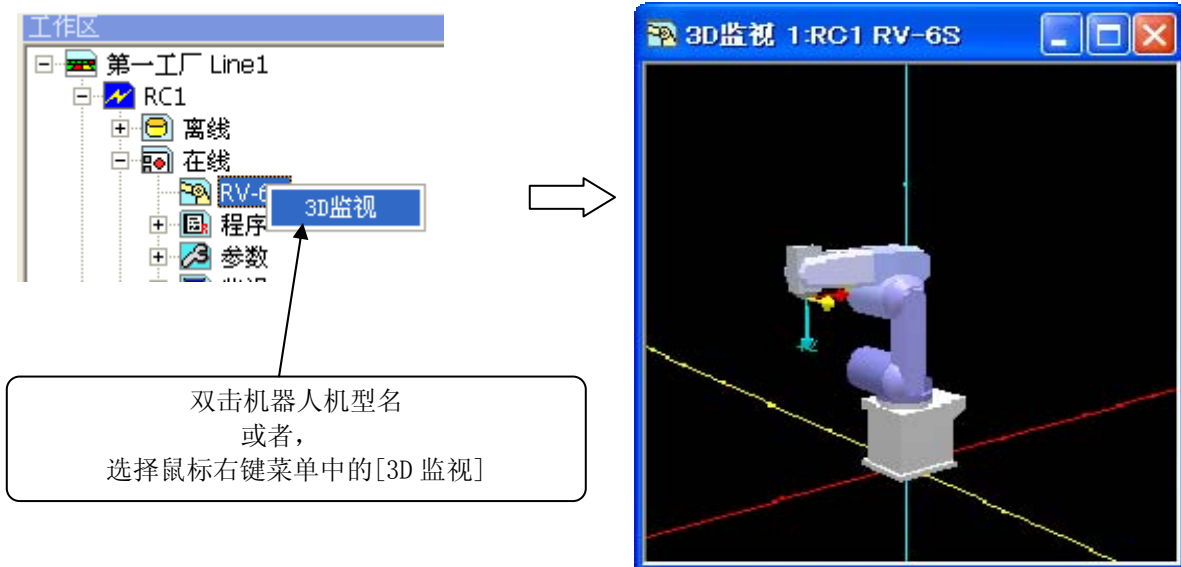 工作区
第一工厂 Line1
RC1
离线
在线
RV-6
3D监视
程序
参数
双击机器人机型名
或者，
选择鼠标右键菜单中的[3D 监视]
3D监视 1:RC1 RV-6S